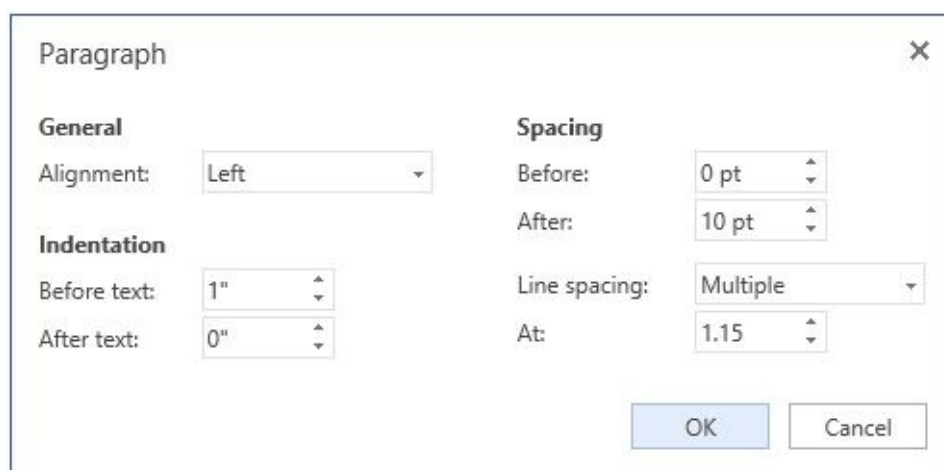 Paragraph
General
Alignment: Left
Indentation
Before text: 1"
After text: 0"
Spacing
Before: 0 pt
After: 10 pt
Line spacing: Multiple
At: 1.15
OK Cancel